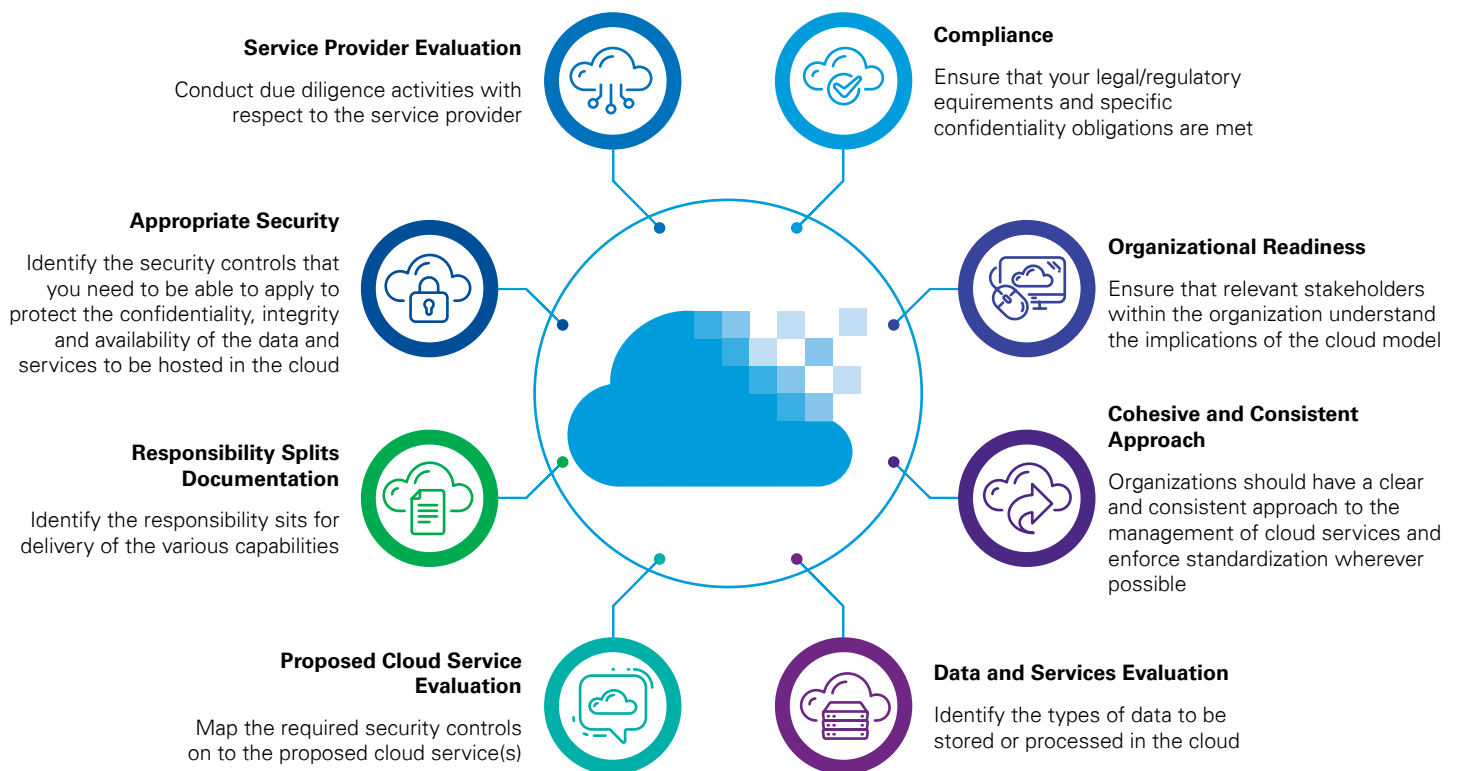 Service Provider Evaluation
Conduct due diligence activities with
respect to the service provider
Compliance
Ensure that your legal/regulatory
equirements and specific
confidentiality obligations are met
Appropriate Security
Identify the security controls that
you need to be able to apply to
protect the confidentiality, integrity
and availability of the data and
services to be hosted in the cloud
Organizational Readiness
Ensure that relevant stakeholders
within the organization understand
the implications of the cloud model
Responsibility Splits
Documentation
Identify the responsibility sits for
delivery of the various capabilities
Cohesive and Consistent
Approach
Organizations should have a clear
and consistent approach to the
management of cloud services and
enforce standardization wherever
possible
Proposed Cloud Service
Evaluation
Map the required security controls
on to the proposed cloud service(s)
Data and Services Evaluation
Identify the types of data to be
stored or processed in the cloud